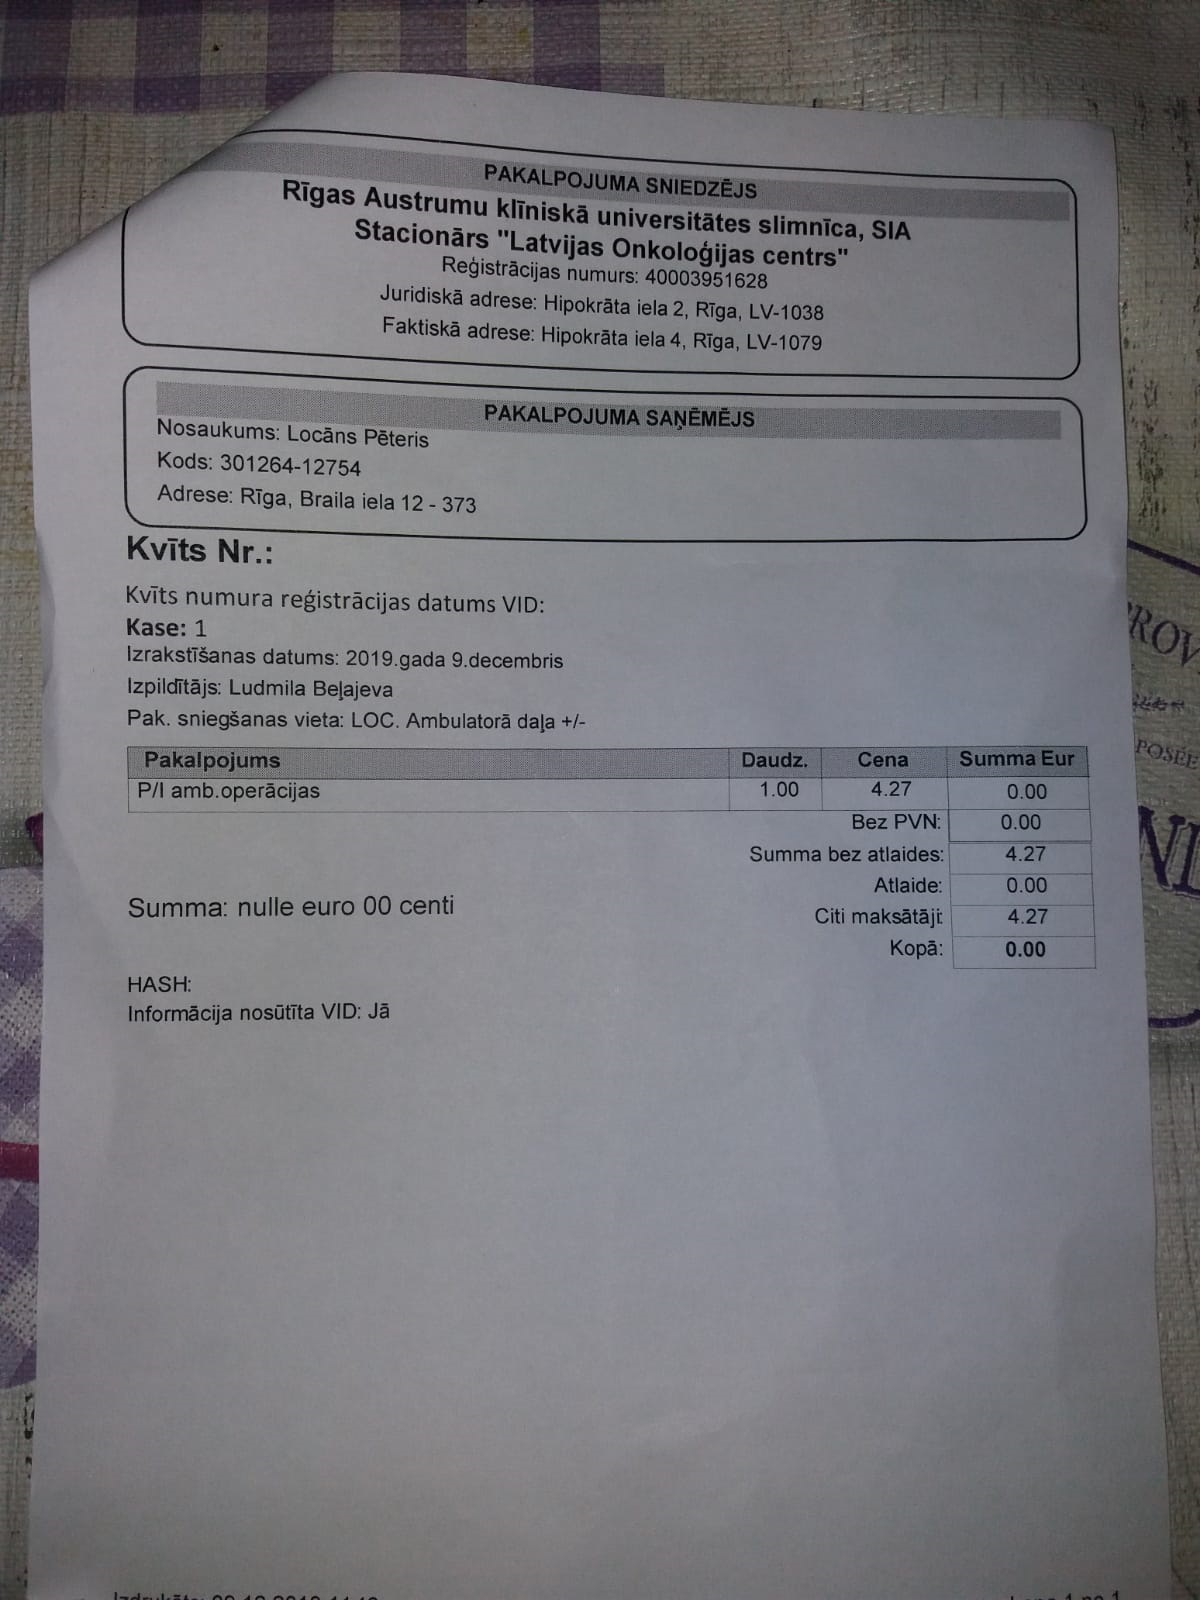 PAKALPOJUMA SNIEDZĒJS
Rīgas Austrumu klīniskā universitātes slimnīca, SIA
Stacionārs "Latvijas Onkoloģijas centrs"
Reģistrācijas numurs: 40003951628
Juridiskā adrese: Hipokrāta iela 2, Rīga, LV-1038
Faktiskā adrese: Hipokrāta iela 4, Rīga, LV-1079
PAKALPOJUMA SAŅĒMĒJS
Nosaukums: Locāns Pēteris
Kods: 301264-12754
Adrese: Rīga, Braila iela 12 - 373
Kvīts Nr.:
Kvīts numura reģistrācijas datums VID:
Kase: 1
Izrakstīšanas datums: 2019.gada 9.decembris
Izpildītājs: Ludmila Beļajeva
Pak. sniegšanas vieta: LOC. Ambulatorā daļa +/-
Pakalpojums Daudz. Cena Summa Eur
P/I amb.operācijas 1.00 4.27 0.00
Bez PVN: 0.00
Summa bez atlaides: 4.27
Atlaide: 0.00
Summa: nulle euro 00 centi
Citi maksātāji: 4.27
Kopā: 0.00
HASH:
Informācija nosūtīta VID: Jā